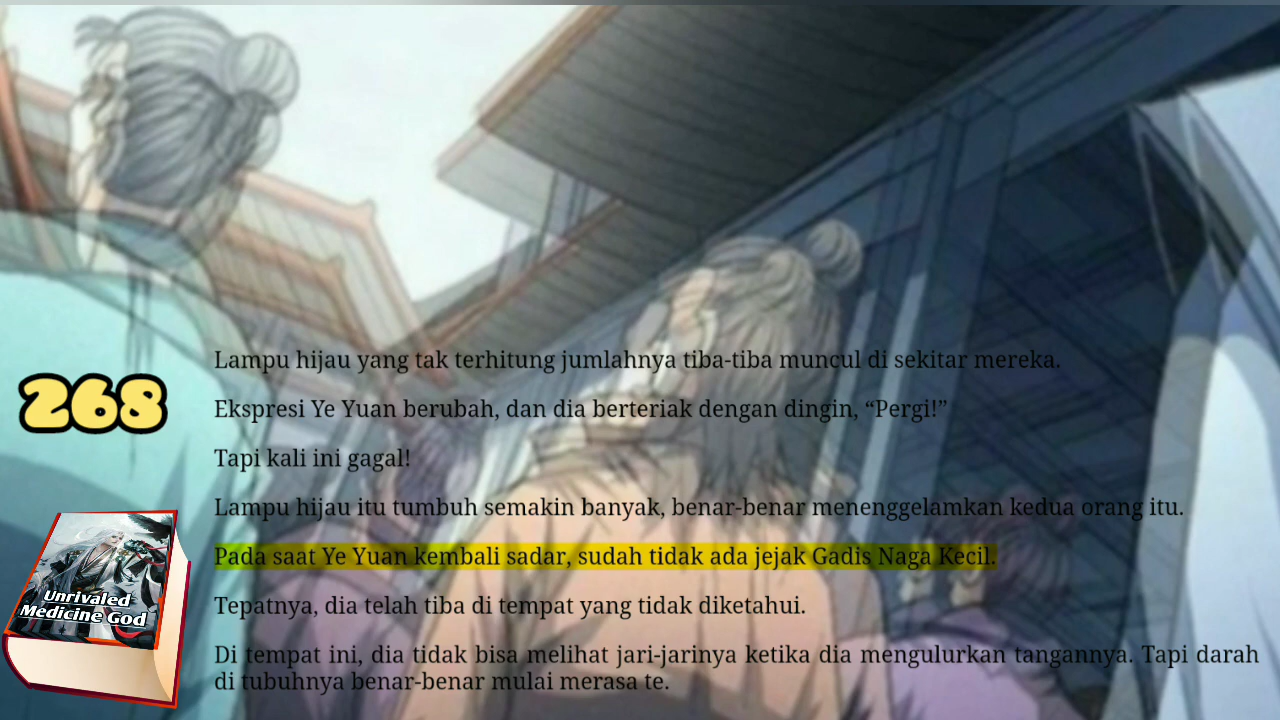 Lampu hijau yang tak terhitung jumlahnya tiba-tiba muncul di sekitar mereka.
Ekspresi Ye Yuan berubah, dan dia berteriak dengan dingin, “Pergi!”
268
Tapi kali ini gagal!
Lampu hijau itu tumbuh semakin banyak, benar-benar menenggelamkan kedua orang itu.
Pada saat Ye Yuan kembali sadar, sudah tidak ada jejak Gadis Naga Kecil.
Unrivaled
Medicine God
Tepatnya, dia telah tiba di tempat yang tidak diketahui.
Di tempat ini, dia tidak bisa melihat jari-jarinya ketika dia mengulurkan tangannya. Tapi darah
di tubuhnya benar-benar mulai merasa te.